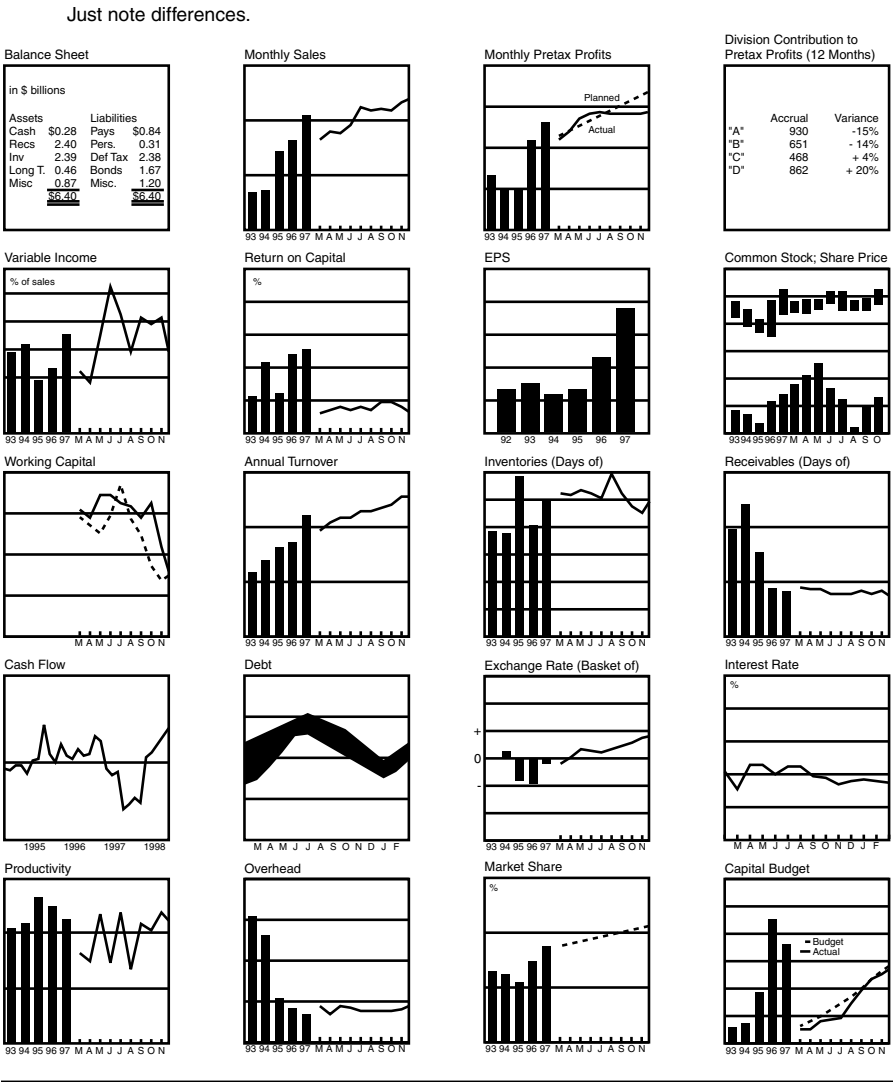 Just note differences.
Balance Sheet
in $ billions
Assets Liabilities
Cash $0.28 Pays $0.84
Recs 2.40 Pers. 0.31
Inv 2.39 Def Tax 2.38
Long T. 0.46 Bonds 1.67
Misc 0.87 Misc. 1.20
$6.40 $6.40
Monthly Sales
93 94 95 96 97 M A M J J A S O N
Monthly Pretax Profits
Planned
Actual
93 94 95 96 97 M A M J J A S O N
Division Contribution to
Pretax Profits (12 Months)
Accrual Variance
"A" 930 -15%
"B" 651 - 14%
"C" 468 + 4%
"D" 862 + 20%
Variable Income
% of sales
93 94 95 96 97 M A M J J A S O N
Return on Capital
%
93 94 95 96 97 M A M J J A S O N
EPS
92 93 94 95 96 97
Common Stock; Share Price
93 94 95 96 97 M A M J J A S O
Working Capital
M A M J J A S O N
Annual Turnover
93 94 95 96 97 M A M J J A S O N
Inventories (Days of)
93 94 95 96 97 M A M J J A S O N
Receivables (Days of)
93 94 95 96 97 M A M J J A S O N
Cash Flow
1995 1996 1997 1998
Debt
M A M J J A S O N D J F
Exchange Rate (Basket of)
+
0
-
93 94 95 96 97 M A M J J A S O N
Interest Rate
%
M A M J J A S O N D J F
Productivity
93 94 95 96 97 M A M J J A S O N
Overhead
93 94 95 96 97 M A M J J A S O N
Market Share
%
93 94 95 96 97 M A M J J A S O N
Capital Budget
Budget
Actual
93 94 95 96 97 M A M J J A S O N